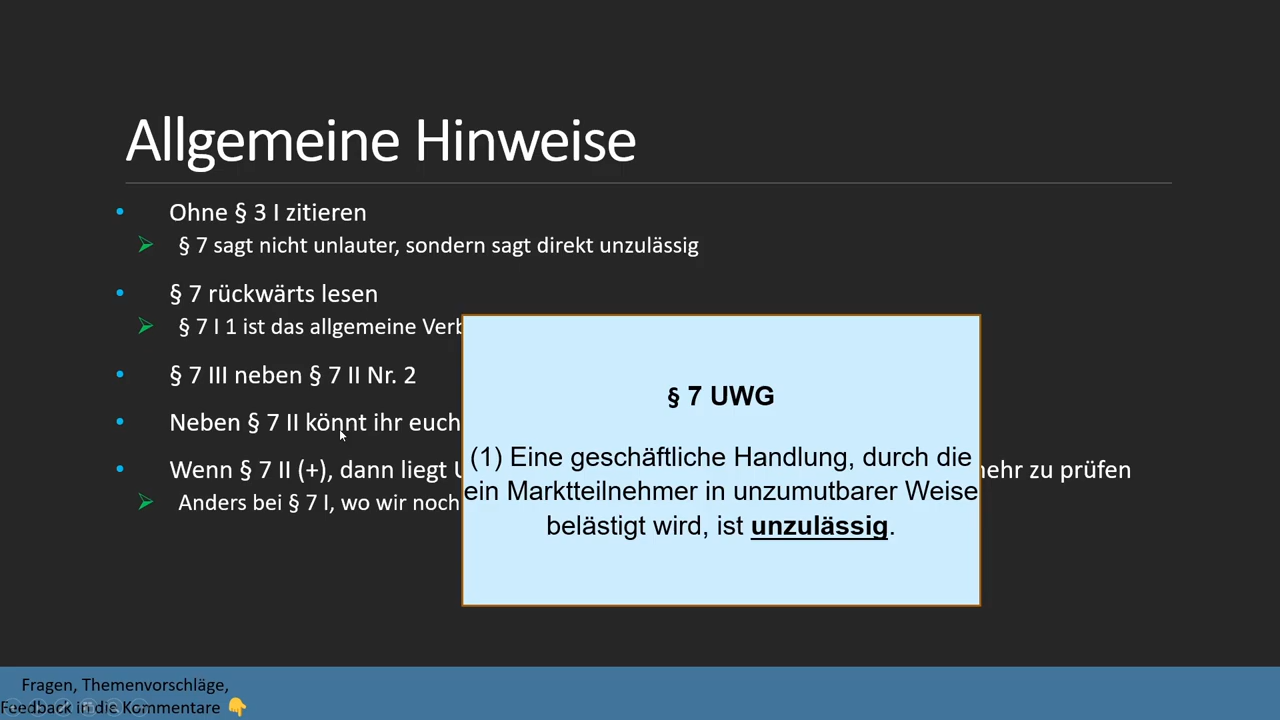 Allgemeine Hinweise
• Ohne § 3 I zitieren
➢ § 7 sagt nicht unlauter, sondern sagt direkt unzulässig
• § 7 rückwärts lesen
➢ § 7 I 1 ist das allgemeine
• § 7 III neben § 7 II Nr. 2
• Neben § 7 II könnt ihr euch
• Wenn § 7 II (+), dann liegt mehr zu prüfen
➢ Anders bei § 7 I, wo wir noch
§ 7 UWG
(1) Eine geschäftliche Handlung, durch die
ein Marktteilnehmer in unzumutbarer Weise
belästigt wird, ist unzulässig.
Fragen, Themenvorschläge,
Feedback in die Kommentare 👇